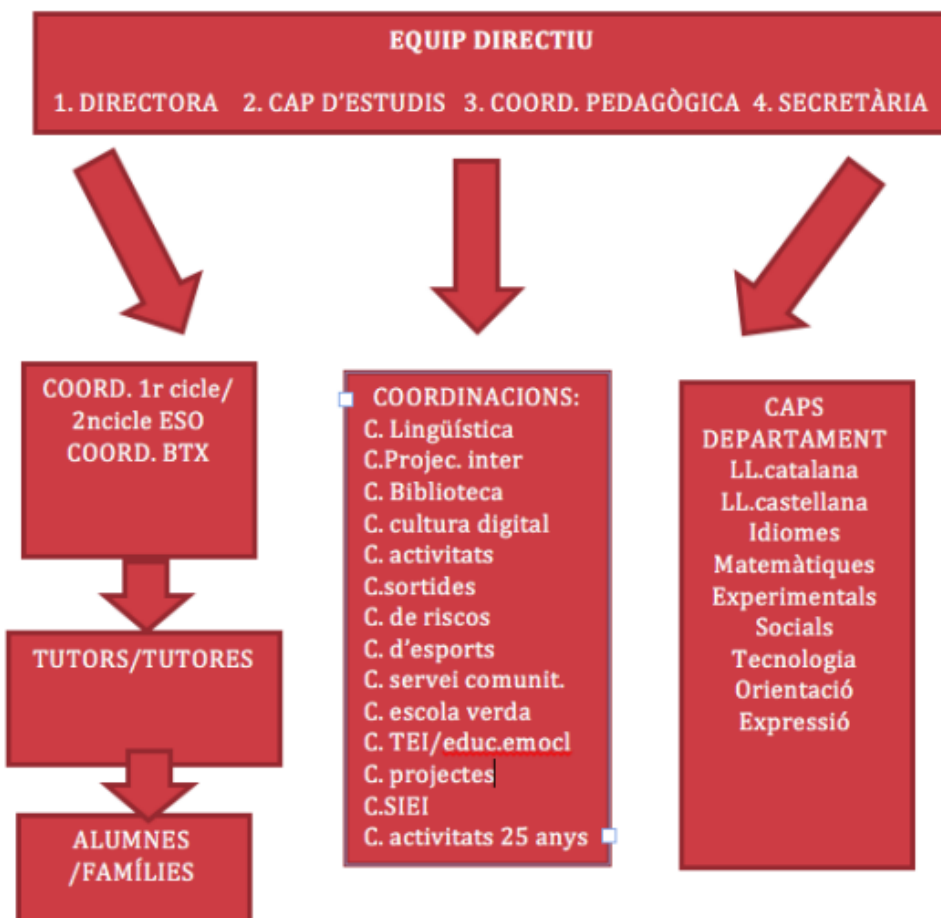 EQUIP DIRECTIU
1. DIRECTORA 2. CAP D'ESTUDIS 3. COORD. PEDAGÒGICA 4. SECRETÀRIA
COORD. 1r cicle/
2ncicle ESO
COORD. BTX
TUTORS/TUTORES
ALUMNES
/FAMÍLIES
COORDINACIONS:
C. Lingüística
C.Projec. inter
C. Biblioteca
C. cultura digital
C. activitats
C.sortides
C. de riscos
C. d'esports
C. servei comunit.
C. escola verda
C. TEI/educ.emocl
C. projectes
C.SIEI
C. activitats 25 anys
CAPS
DEPARTAMENT
LL.catalana
LL.castellana
Idiomes
Matemàtiques
Experimentals
Socials
Tecnologia
Orientació
Expressió